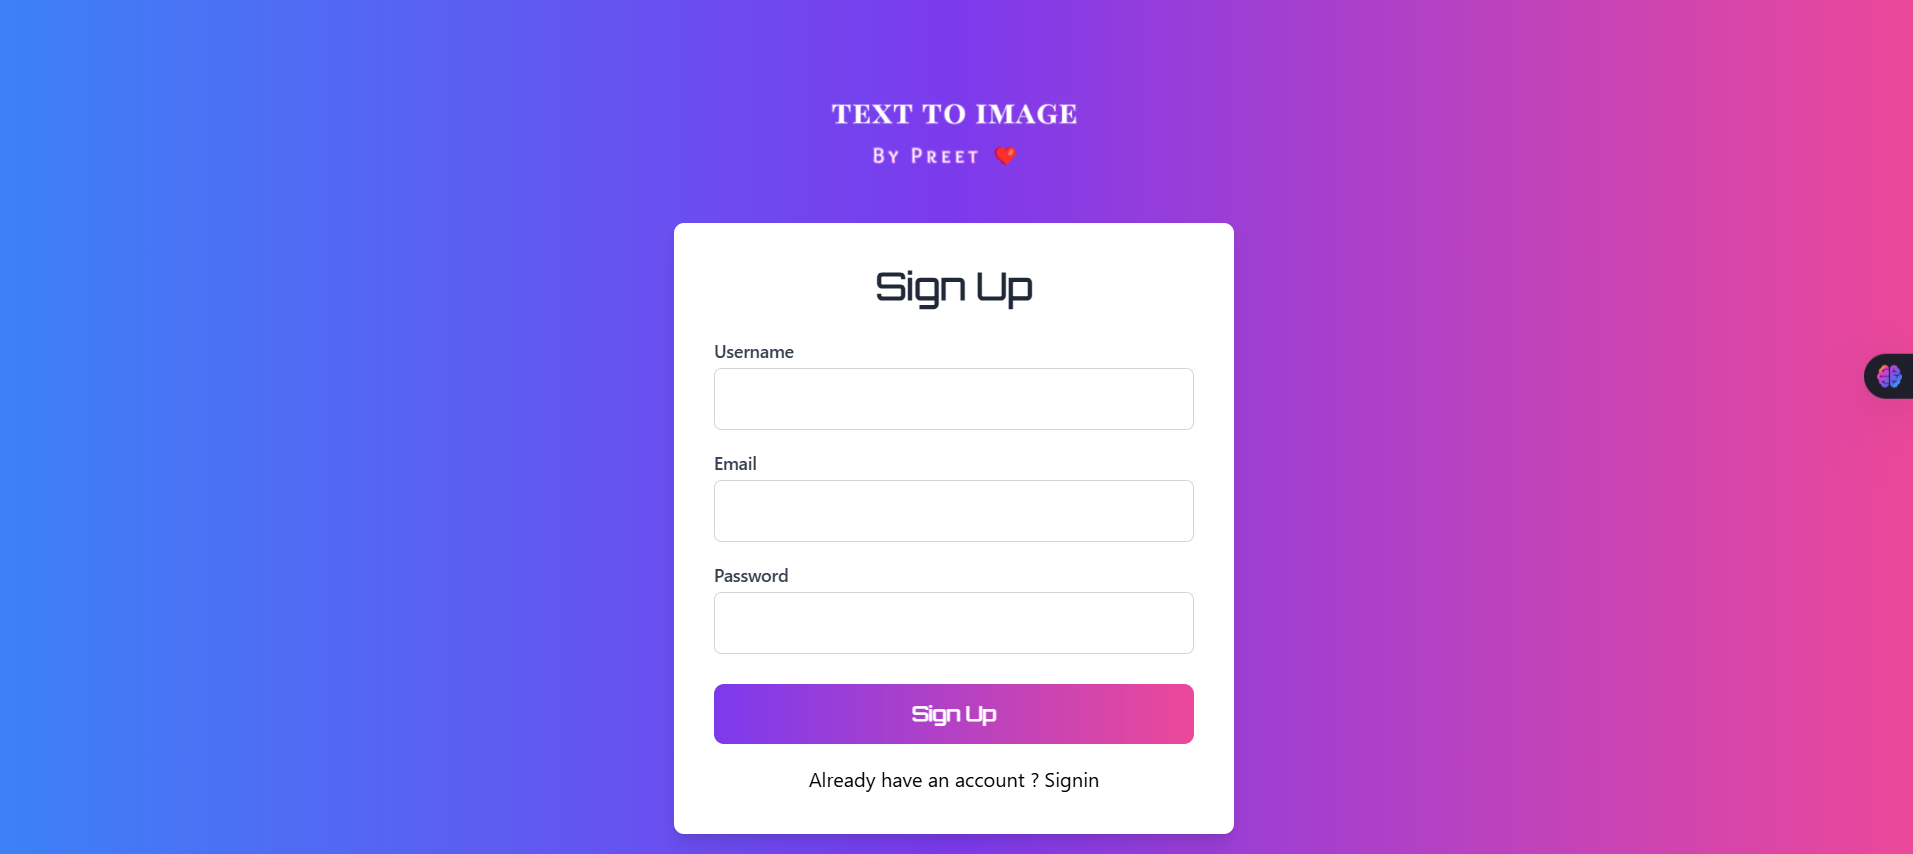 TEXT TO IMAGE
By Preet ❤️
Sign Up
Username
Email
Password
Sign Up
Already have an account ? Signin